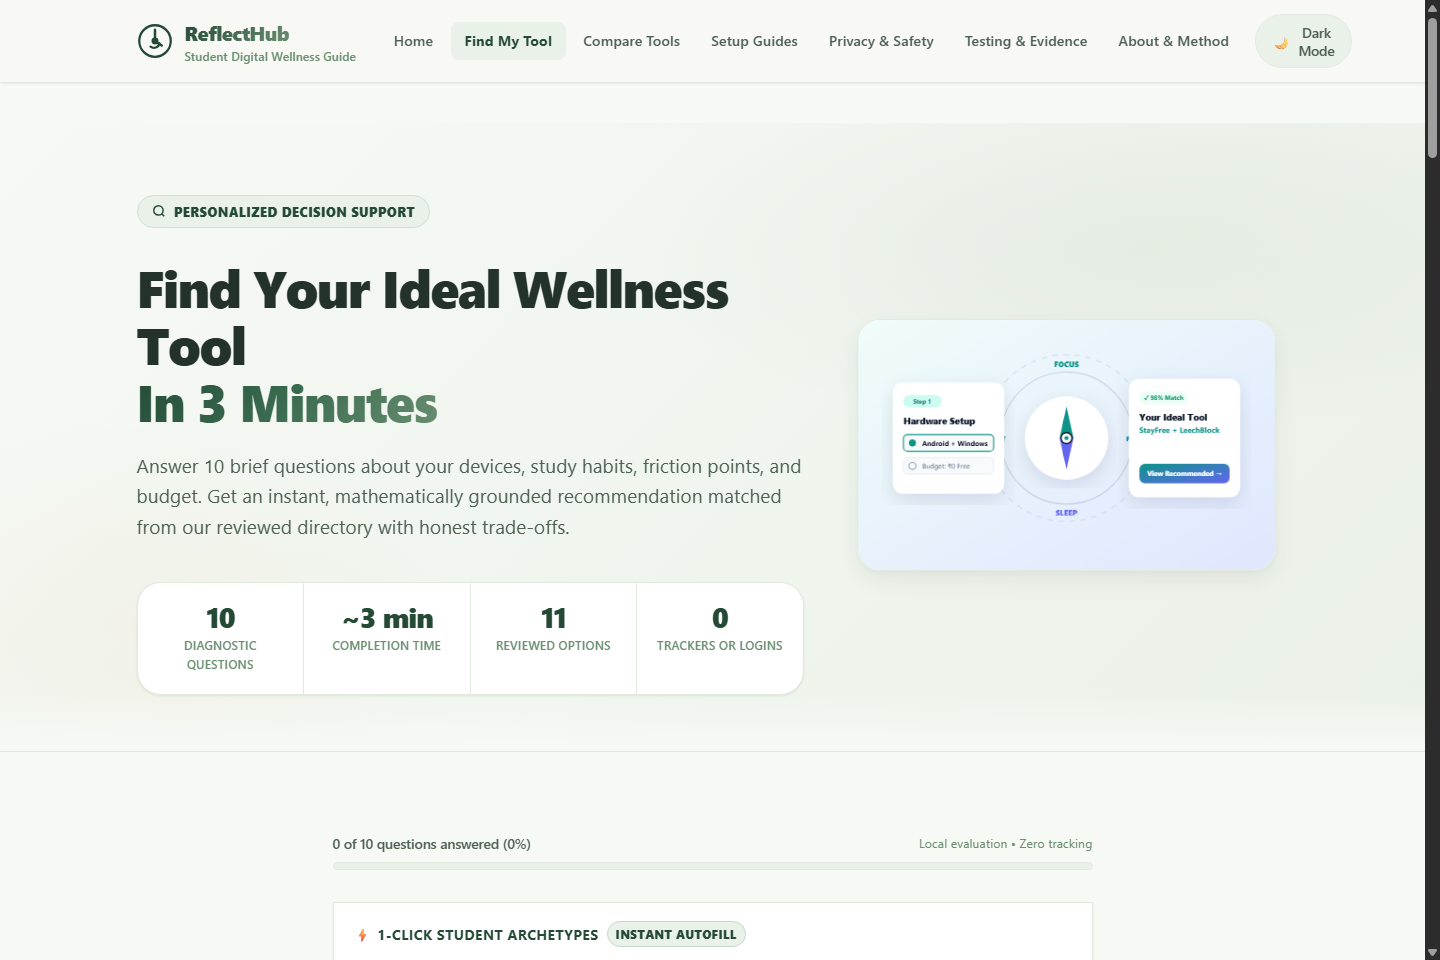 ReflectHub
Student Digital Wellness Guide
Home
Find My Tool
Compare Tools
Setup Guides
Privacy & Safety
Testing & Evidence
About & Method
Dark
Mode
PERSONALIZED DECISION SUPPORT
Find Your Ideal Wellness
Tool
In 3 Minutes
Answer 10 brief questions about your devices, study habits, friction points, and
budget. Get an instant, mathematically grounded recommendation matched
from our reviewed directory with honest trade-offs.
10
DIAGNOSTIC
QUESTIONS
~3 min
COMPLETION TIME
11
REVIEWED OPTIONS
0
TRACKERS OR LOGINS
FOCUS
Step 1
Hardware Setup
Android + Windows
Budget: ₹0 Free
✓ 98% Match
Your Ideal Tool
StayFree + LeechBlock
View Recommended →
SLEEP
0 of 10 questions answered (0%)
Local evaluation • Zero tracking
1-CLICK STUDENT ARCHETYPES
INSTANT AUTOFILL